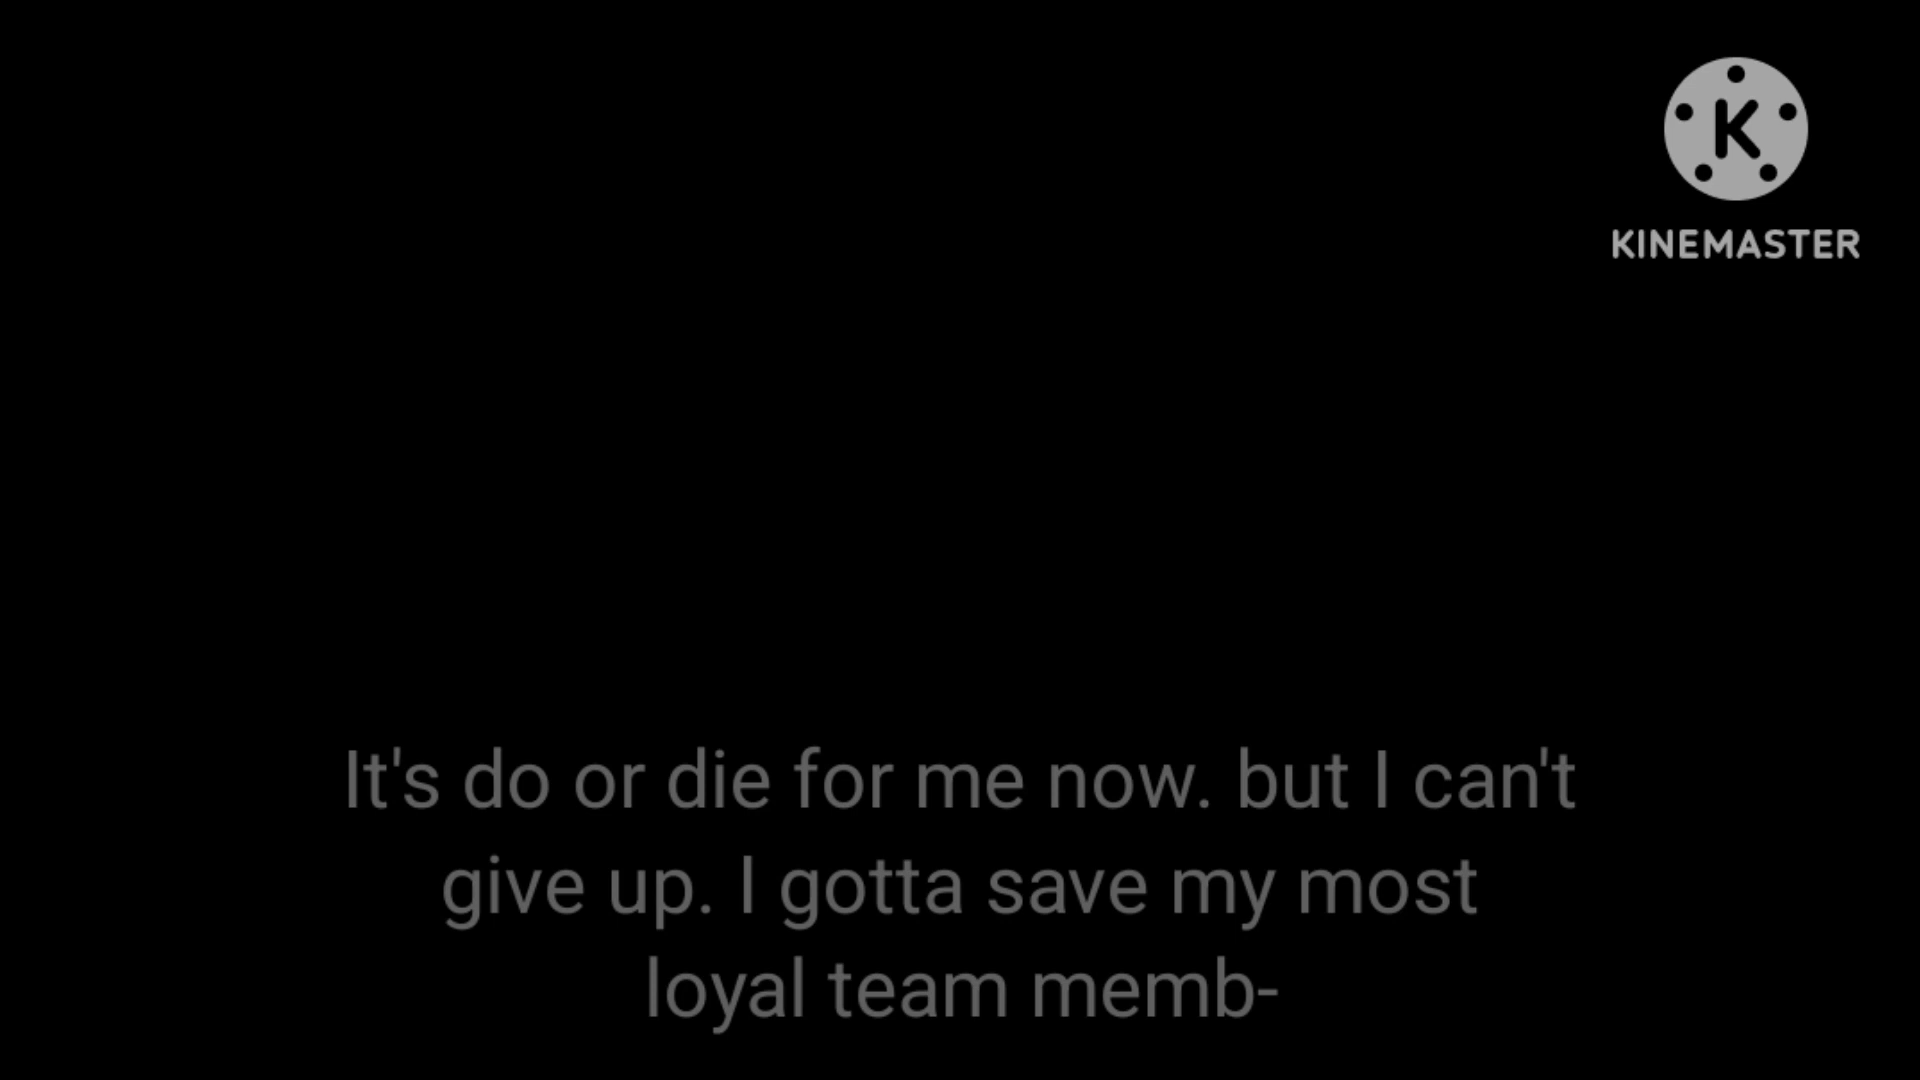 K
KINEMASTER
It's do or die for me now. but I can't
give up. I gotta save my most
loyal team memb-